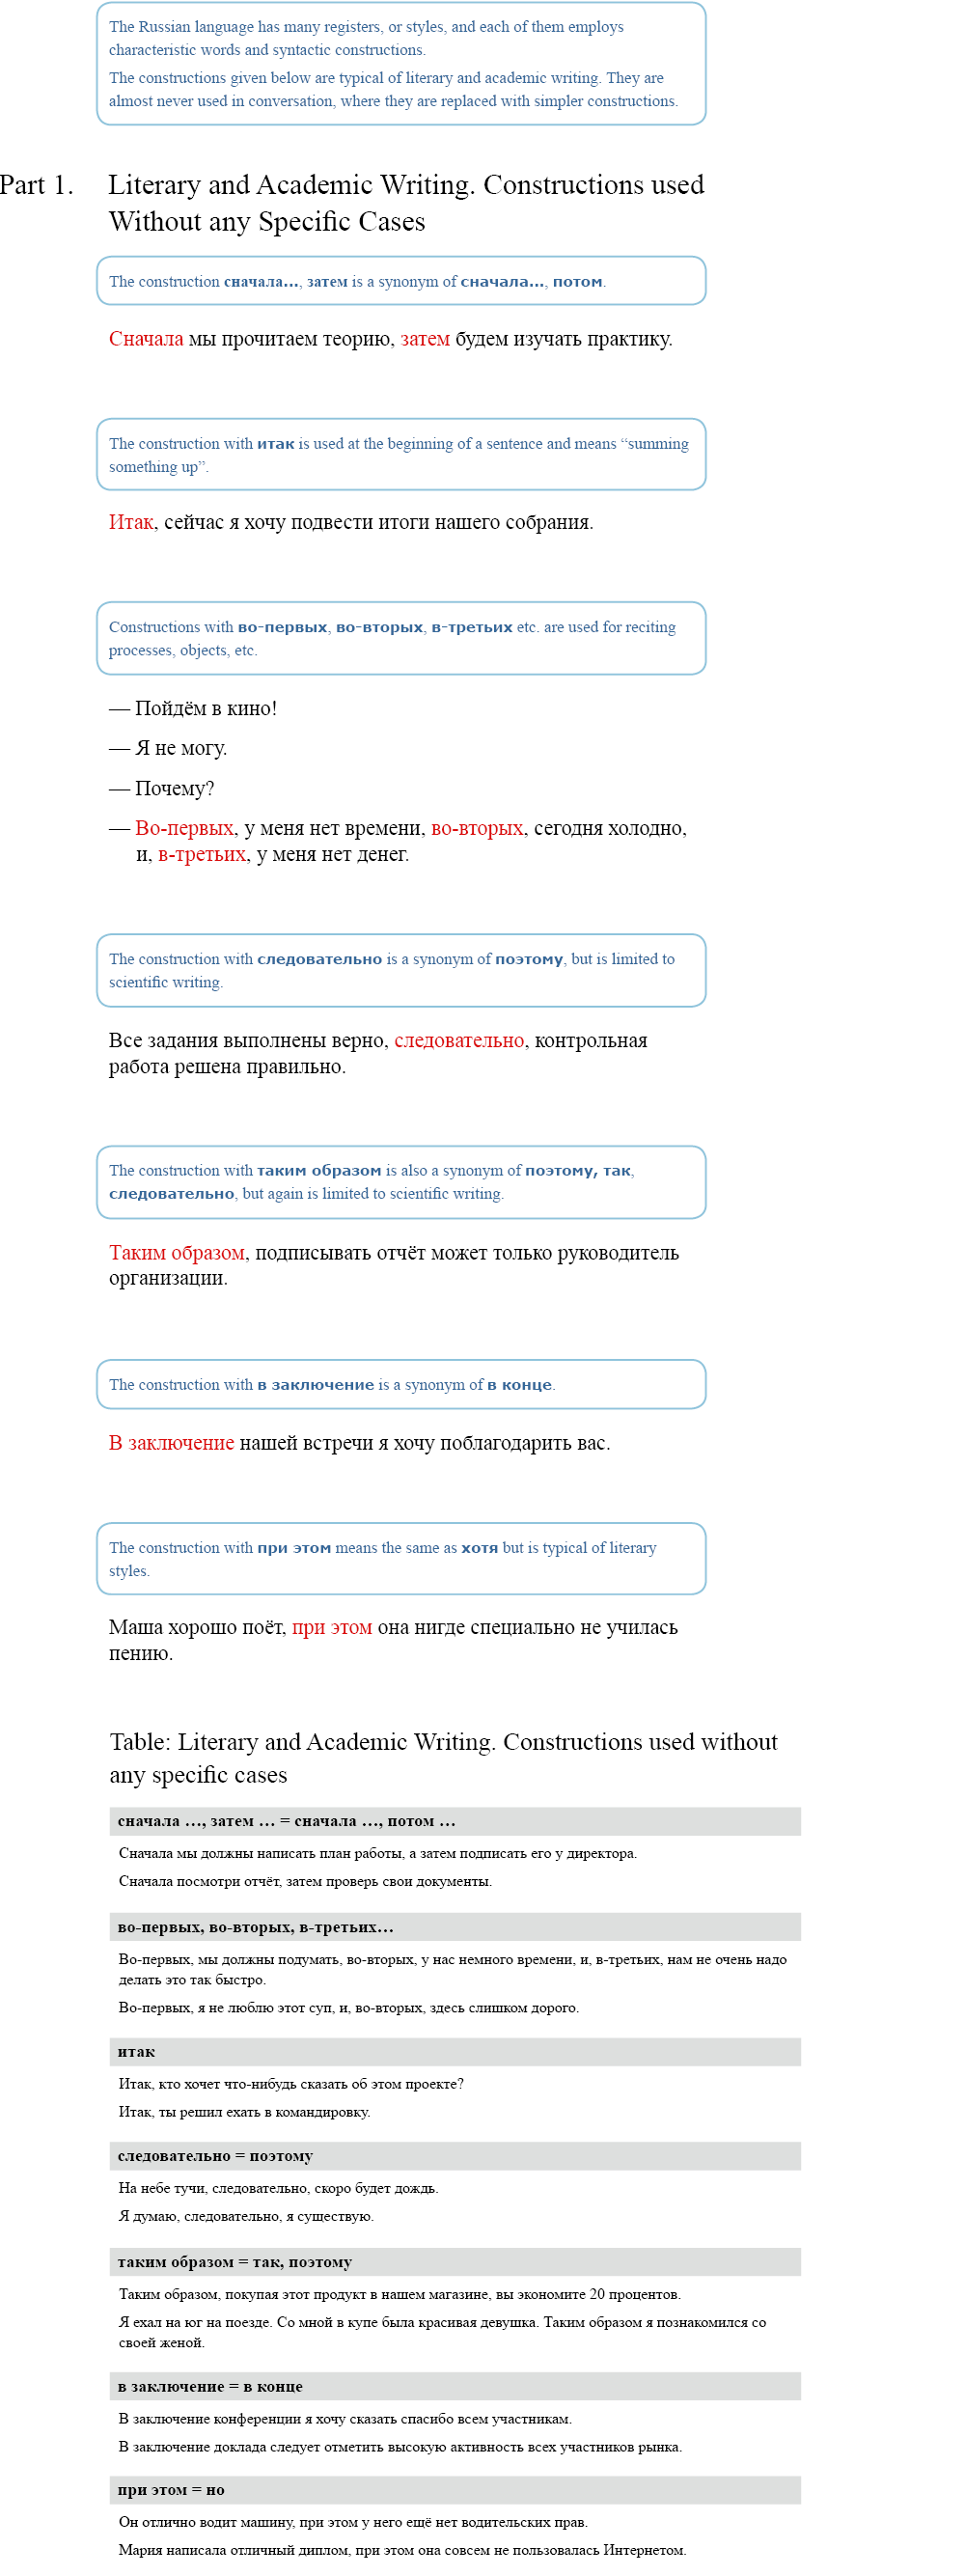 The Russian language has many registers, or styles, and each of them employs
characteristic words and syntactic constructions.
The constructions given below are typical of literary and academic writing. They are
almost never used in conversation, where they are replaced with simpler constructions.
Part 1. Literary and Academic Writing. Constructions used
Without any Specific Cases
The construction сначала…, затем is a synonym of сначала…, потом.
Сначала мы прочитаем теорию, затем будем изучать практику.
The construction with итак is used at the beginning of a sentence and means “summing
something up”.
Итак, сейчас я хочу подвести итоги нашего собрания.
Constructions with во-первых, во-вторых, в-третьих etc. are used for reciting
processes, objects, etc.
— Пойдём в кино!
— Я не могу.
— Почему?
— Во-первых, у меня нет времени, во-вторых, сегодня холодно,
и, в-третьих, у меня нет денег.
The construction with следовательно is a synonym of поэтому, but is limited to
scientific writing.
Все задания выполнены верно, следовательно, контрольная
работа решена правильно.
The construction with таким образом is also a synonym of поэтому, так,
следовательно, but again is limited to scientific writing.
Таким образом, подписывать отчёт может только руководитель
организации.
The construction with в заключение is a synonym of в конце.
В заключение нашей встречи я хочу поблагодарить вас.
The construction with при этом means the same as хотя but is typical of literary
styles.
Маша хорошо поёт, при этом она нигде специально не училась
пению.
Table: Literary and Academic Writing. Constructions used without
any specific cases
сначала …, затем … = сначала …, потом …
Сначала мы должны написать план работы, а затем подписать его у директора.
Сначала посмотри отчёт, затем проверь свои документы.
во-первых, во-вторых, в-третьих…
Во-первых, мы должны подумать, во-вторых, у нас немного времени, и, в-третьих, нам не очень надо
делать это так быстро.
Во-первых, я не люблю этот суп, и, во-вторых, здесь слишком дорого.
итак
Итак, кто хочет что-нибудь сказать об этом проекте?
Итак, ты решил ехать в командировку.
следовательно = поэтому
На небе тучи, следовательно, скоро будет дождь.
Я думаю, следовательно, я существую.
таким образом = так, поэтому
Таким образом, покупая этот продукт в нашем магазине, вы экономите 20 процентов.
Я ехал на юг на поезде. Со мной в купе была красивая девушка. Таким образом я познакомился со
своей женой.
в заключение = в конце
В заключение конференции я хочу сказать спасибо всем участникам.
В заключение доклада следует отметить высокую активность всех участников рынка.
при этом = но
Он отлично водит машину, при этом у него ещё нет водительских прав.
Мария написала отличный диплом, при этом она совсем не пользовалась Интернетом.